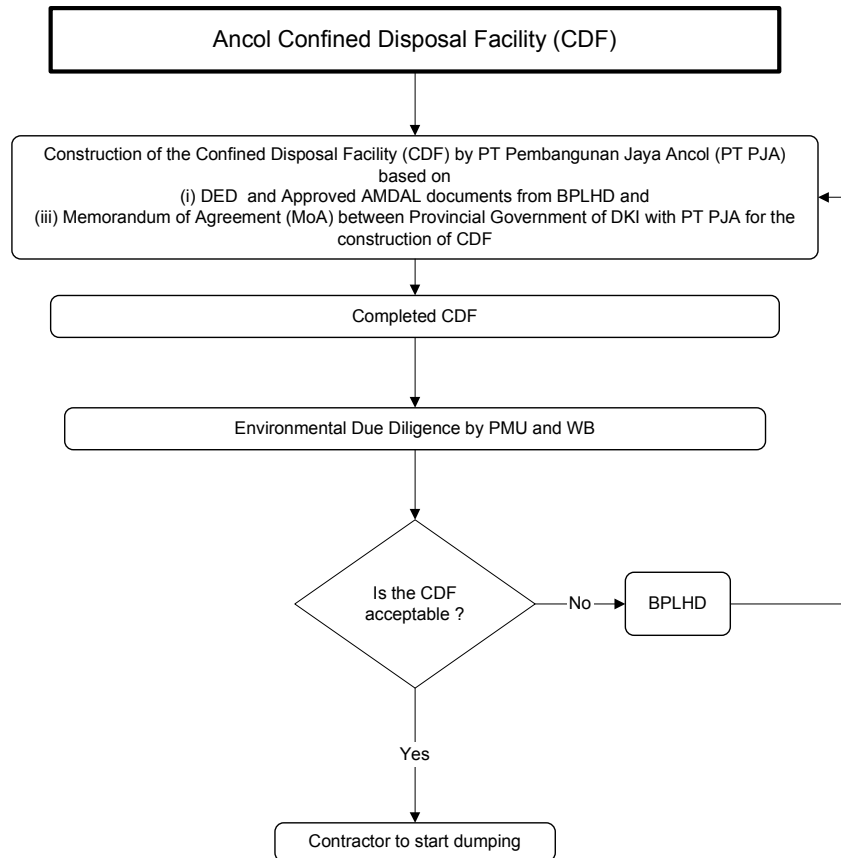 Ancol Confined Disposal Facility (CDF)
Construction of the Confined Disposal Facility (CDF) by PT Pembangunan Jaya Ancol (PT PJA)
based on
(i) DED and Approved AMDAL documents from BPLHD and
(iii) Memorandum of Agreement (MoA) between Provincial Government of DKI with PT PJA for the
construction of CDF
Completed CDF
Environmental Due Diligence by PMU and WB
Is the CDF
acceptable ?
No
BPLHD
Yes
Contractor to start dumping